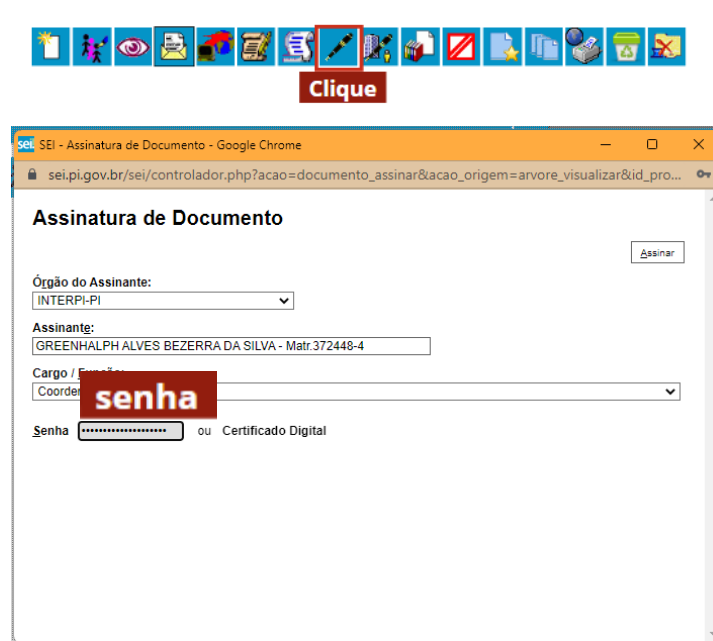 Clique
sei. SEI - Assinatura de Documento - Google Chrome
sei.pi.gov.br/sei/controlador.php?acao=documento_assinar&acao_origem=arvore_visualizar&id_pro...
Assinatura de Documento
Assinar
Órgão do Assinante:
INTERPI-PI
Assinante:
GREENHALPH ALVES BEZERRA DA SILVA - Matr.372448-4
Cargo / Função:
Coorde
senha
Senha •••••••••••••••••••• ou Certificado Digital